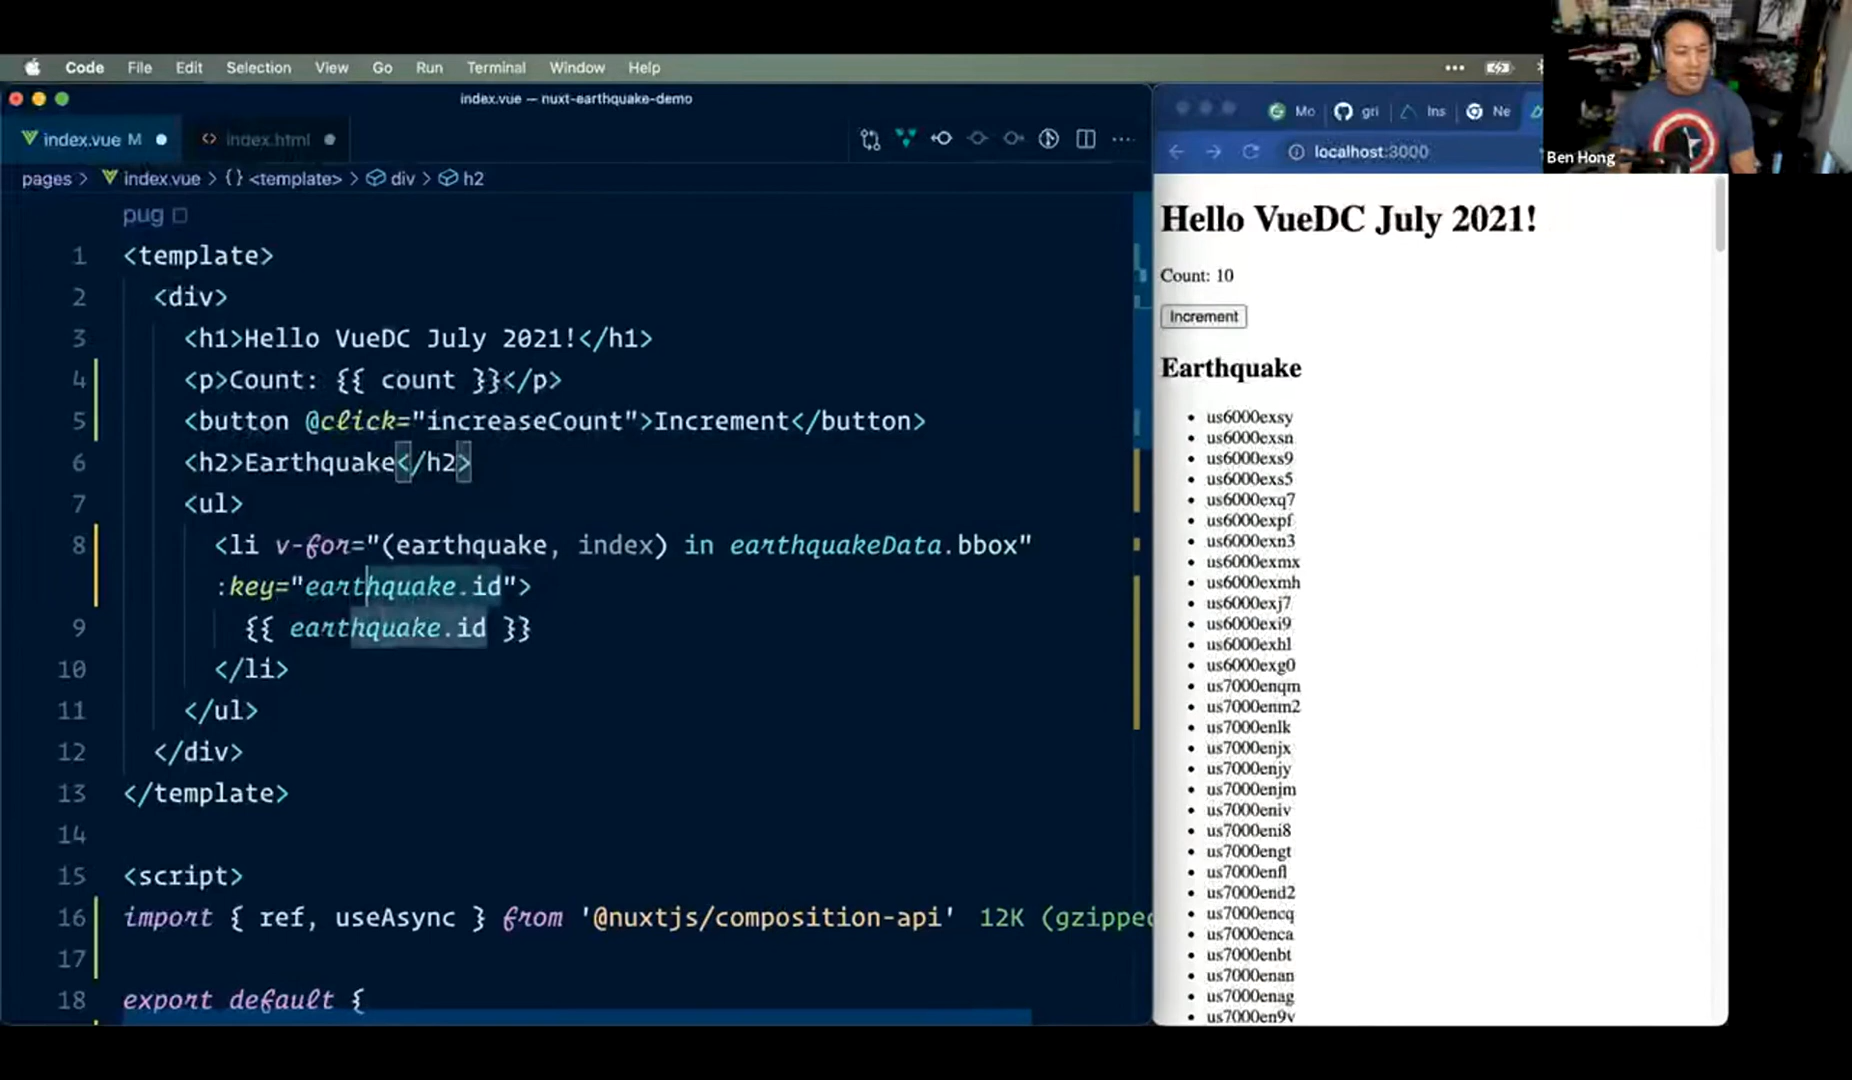 Code File Edit Selection View Go Run Terminal Window Help
index.vue — nuxt-earthquake-demo
index.vue M
index.html
pages > index.vue > {} <template> > div > h2
pug
1 <template>
2 <div>
3 <h1>Hello VueDC July 2021!</h1>
4 <p>Count: {{ count }}</p>
5 <button @click="increaseCount">Increment</button>
6 <h2>Earthquake</h2>
7 <ul>
8 <li v-for="(earthquake, index) in earthquakeData.bbox"
:key="earthquake.id">
9 {{ earthquake.id }}
10 </li>
11 </ul>
12 </div>
13 </template>
14
15 <script>
16 import { ref, useAsync } from '@nuxtjs/composition-api' 12K (gzipped
17
18 export default {
Mo gri Ins Ne
localhost:3000
Ben Hong
Hello VueDC July 2021!
Count: 10
Increment
Earthquake
• us6000exsy
• us6000exsn
• us6000exs9
• us6000exs5
• us6000exq7
• us6000expf
• us6000exn3
• us6000exmx
• us6000exmh
• us6000exj7
• us6000exi9
• us6000exhl
• us6000exg0
• us7000enqm
• us7000enm2
• us7000enlk
• us7000enjx
• us7000enjy
• us7000enjm
• us7000eniv
• us7000eni8
• us7000engt
• us7000enfl
• us7000end2
• us7000encq
• us7000enca
• us7000enbt
• us7000enan
• us7000enag
• us7000en9v